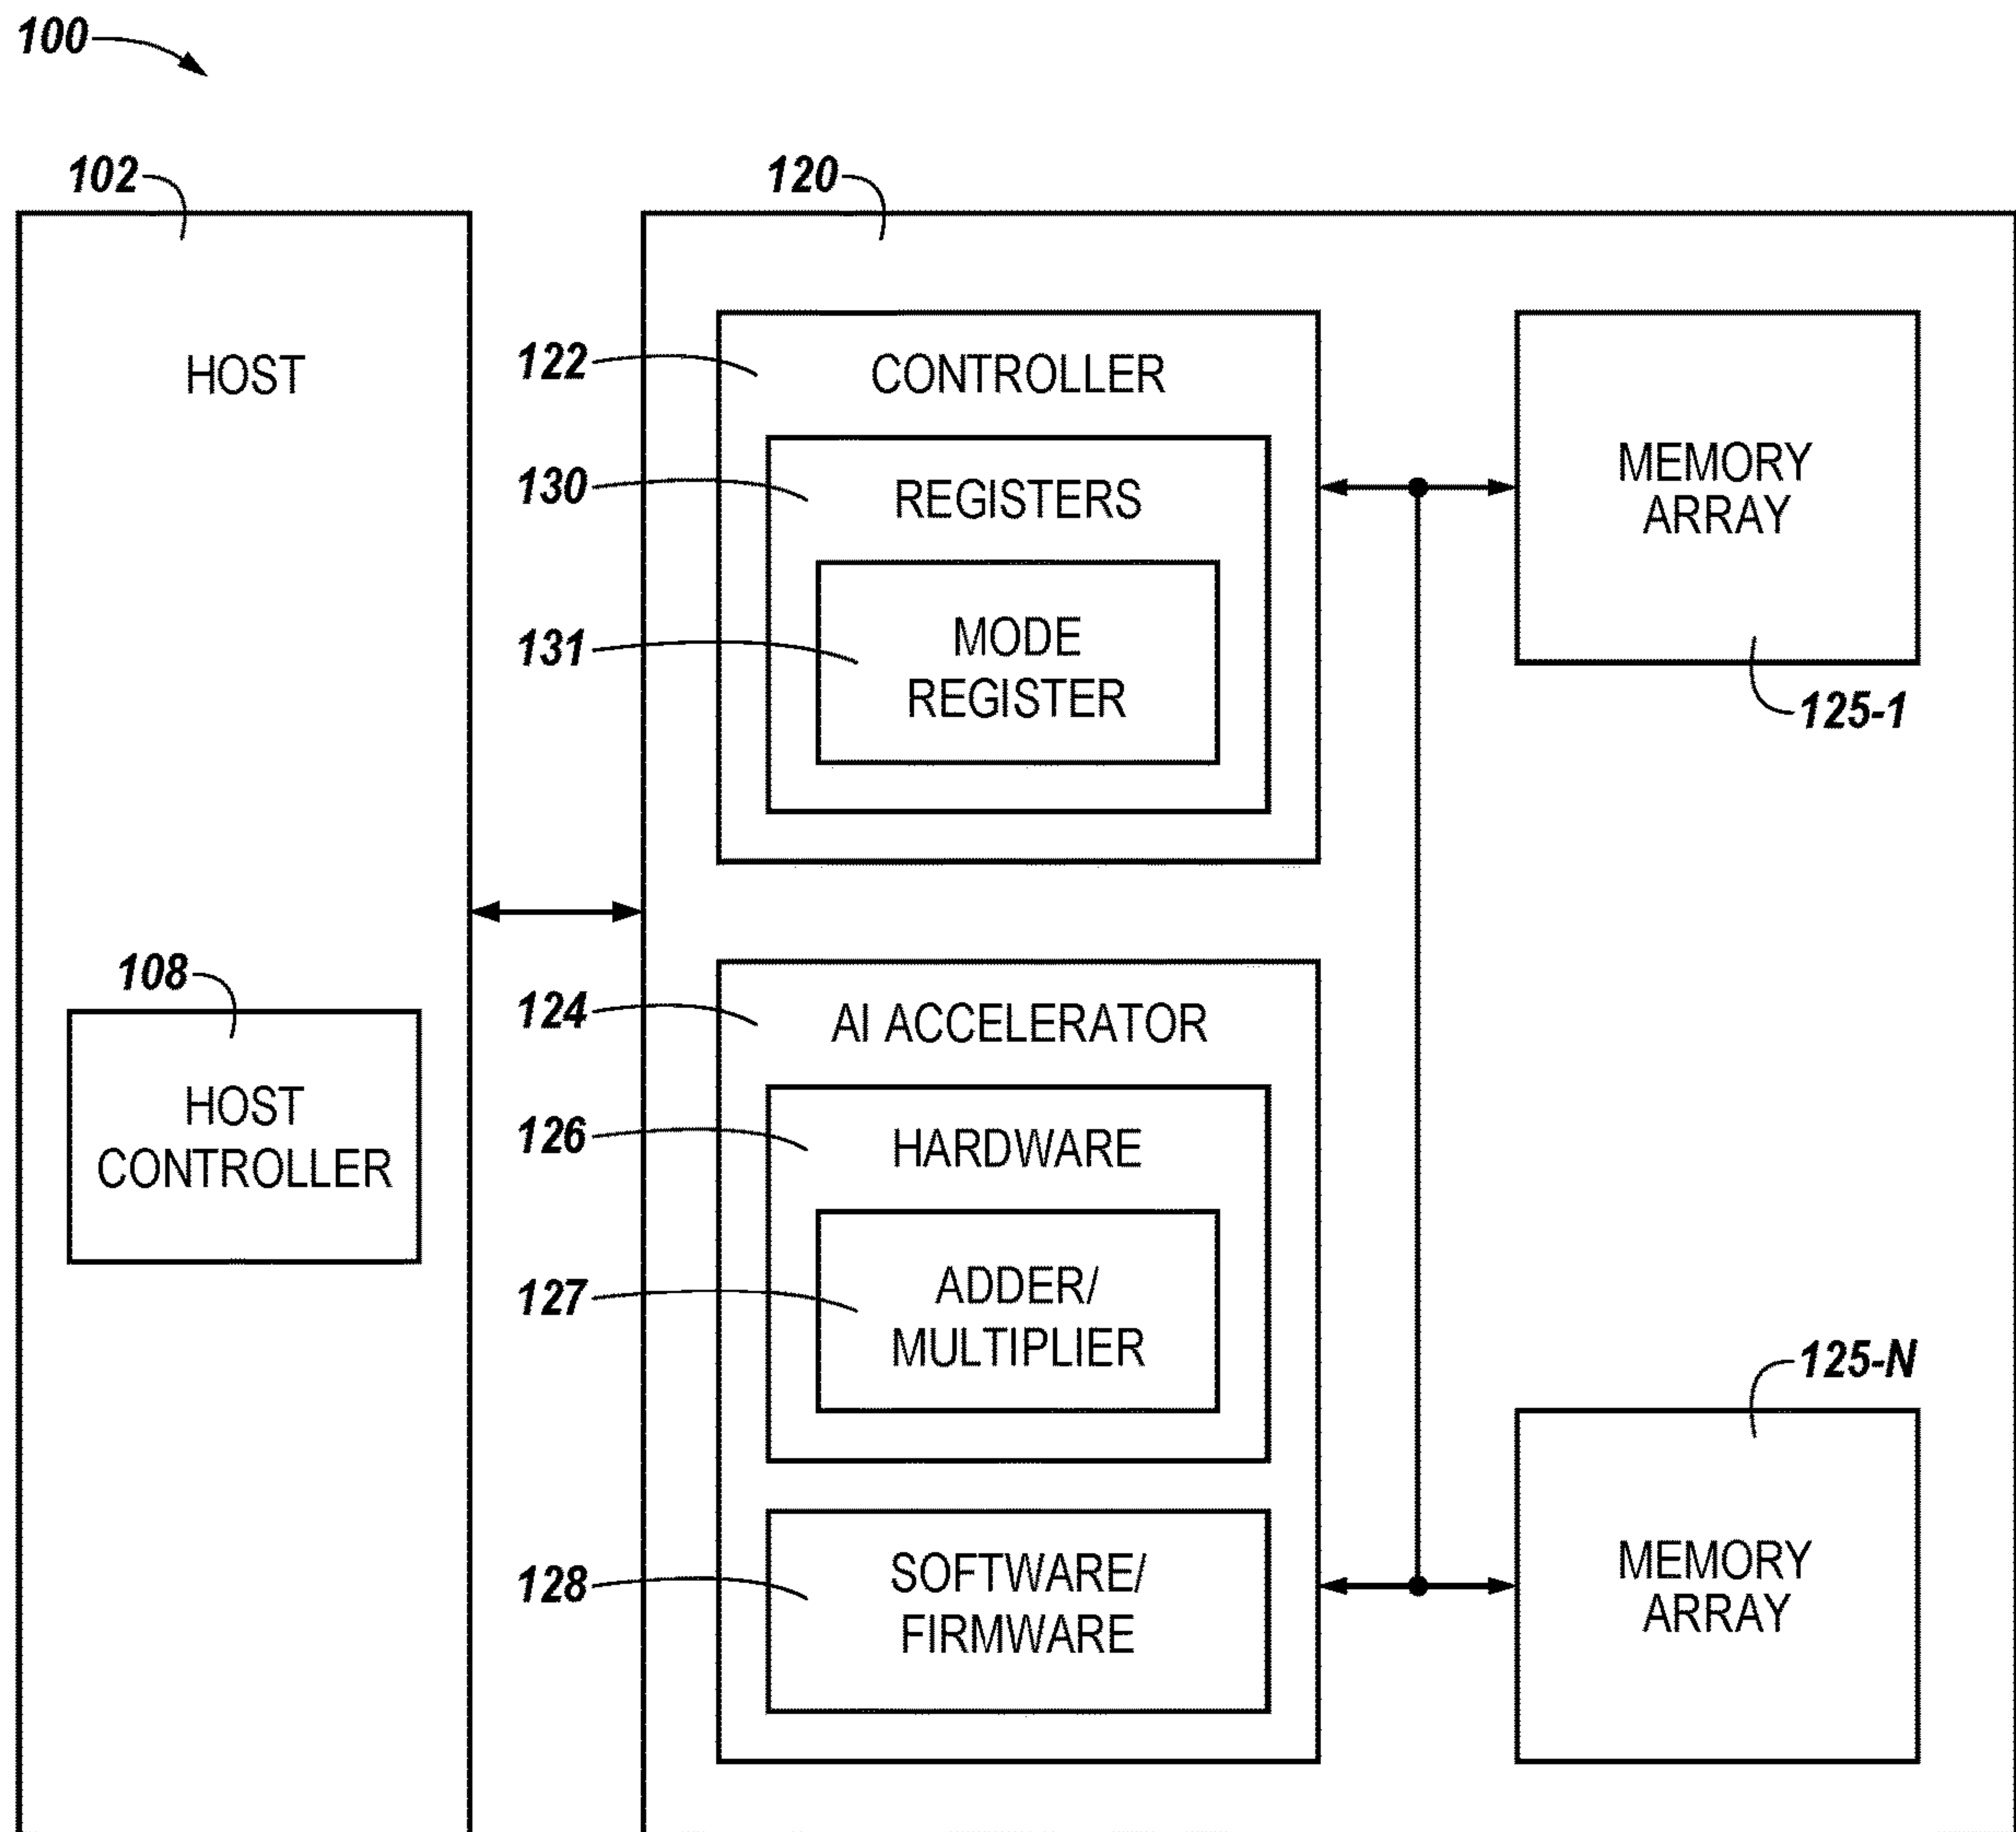 100
102
120
HOST
122
CONTROLLER
130
REGISTERS
131
MODE
REGISTER
MEMORY
ARRAY
125-1
108
HOST
CONTROLLER
124
AI ACCELERATOR
126
HARDWARE
127
ADDER/
MULTIPLIER
128
SOFTWARE/
FIRMWARE
125-N
MEMORY
ARRAY